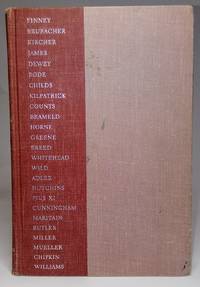 FINNEY
BRUBACHER
KIRCHER
JAMES
DEWEY
BODE
CHILDS
KILPATRICK
COUNTS
BRAMELD
HORNE
GREENE
BREED
WHITEHEAD
WILD
ADLER
HUTCHINS
PIUS XI
CUNNINGHAM
MARITAIN
BUTLER
MILLER
MUELLER
CHIPKIN
WILLIAMS